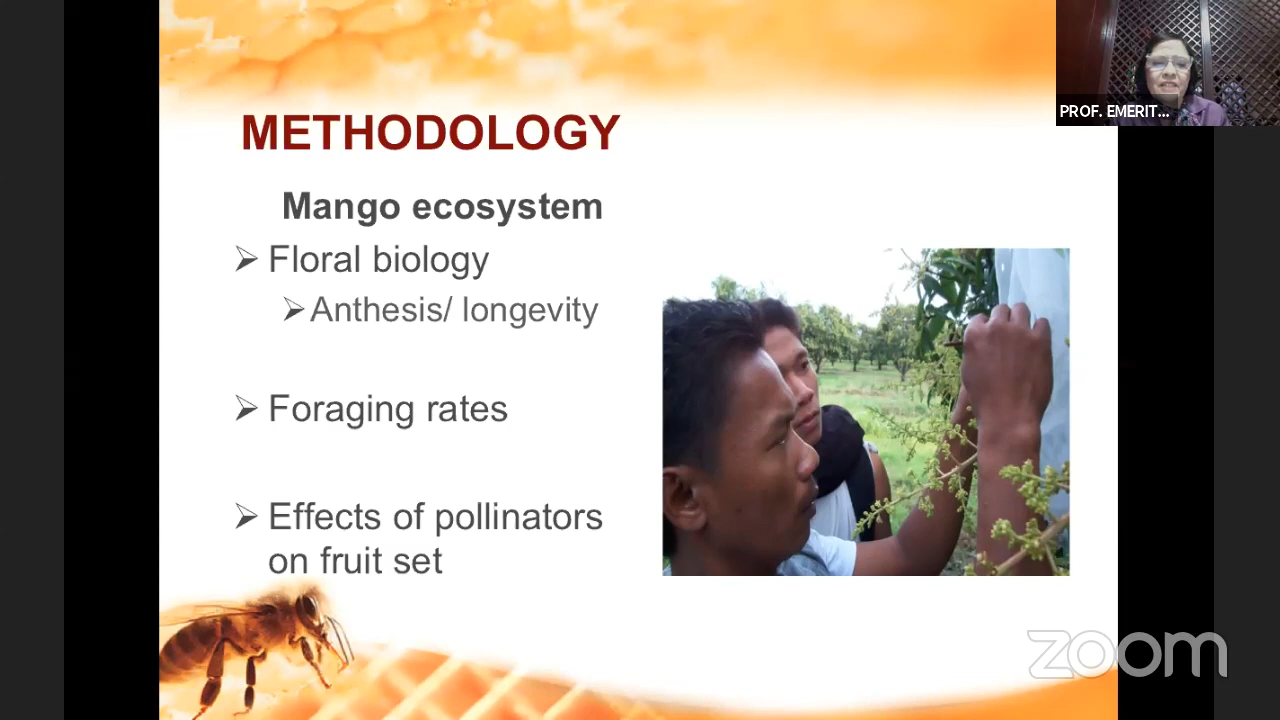 METHODOLOGY
Mango ecosystem
Floral biology
Anthesis/ longevity
Foraging rates
Effects of pollinators
on fruit set
PROF. EMERIT...
zoom